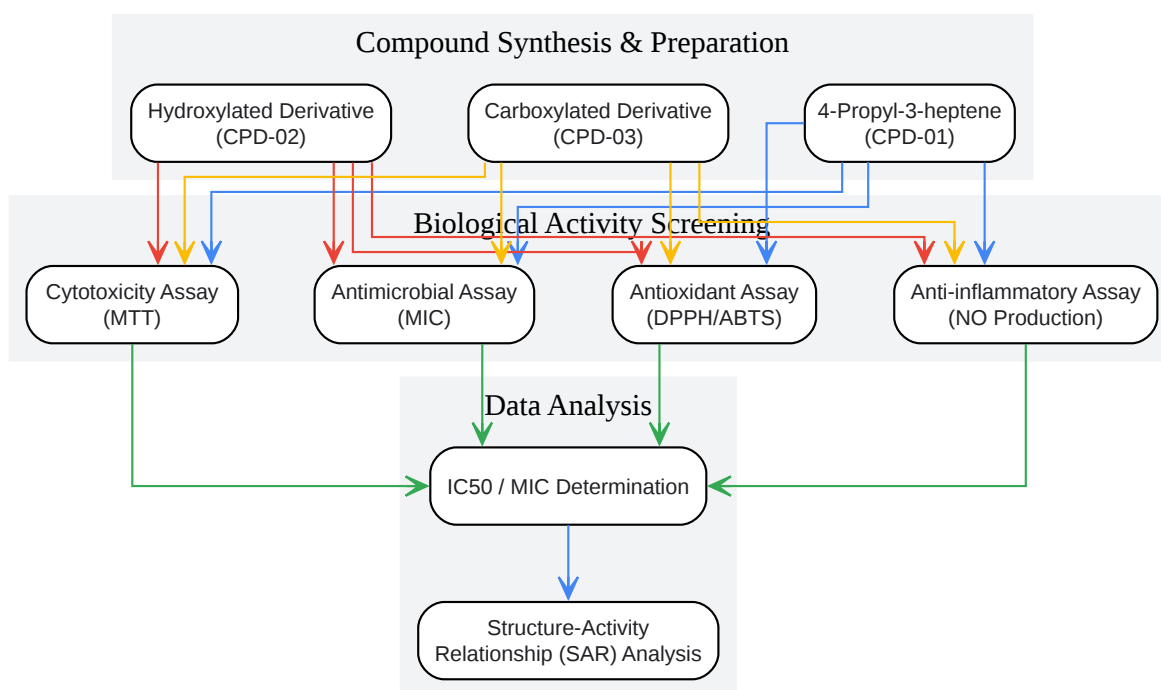 Compound Synthesis & Preparation
Hydroxylated Derivative
(CPD-02)
Carboxylated Derivative
(CPD-03)
4-Propyl-3-heptene
(CPD-01)
Biological Activity Screening
Cytotoxicity Assay
(MTT)
Antimicrobial Assay
(MIC)
Antioxidant Assay
(DPPH/ABTS)
Anti-inflammatory Assay
(NO Production)
Data Analysis
IC50 / MIC Determination
Structure-Activity
Relationship (SAR) Analysis